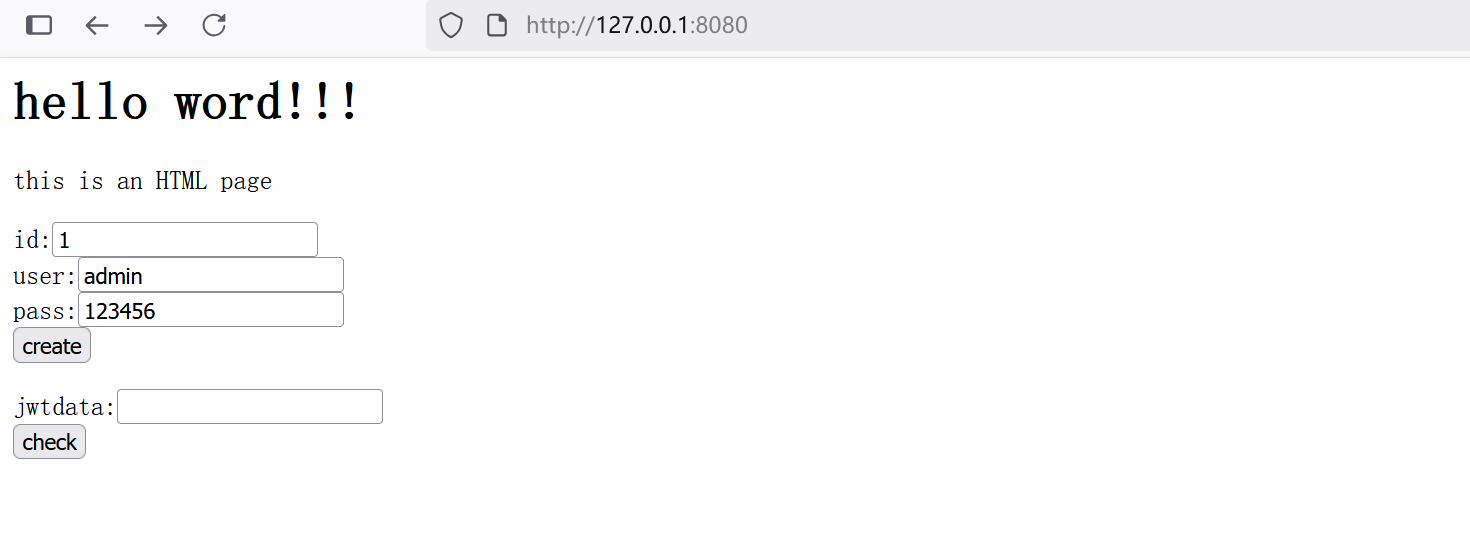 http://127.0.0.1:8080
hello word!!!
this is an HTML page
id: 1
user: admin
pass: 123456
create
jwtdata:
check